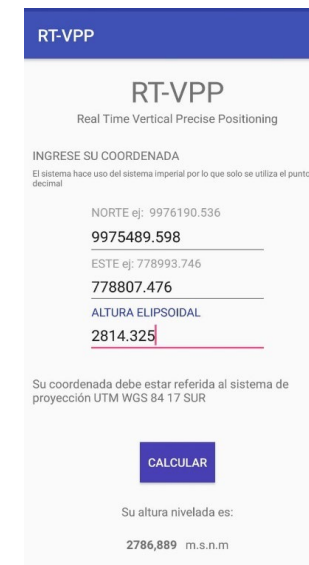 RT-VPP
RT-VPP
Real Time Vertical Precise Positioning
INGRESE SU COORDENADA
El sistema hace uso del sistema imperial por lo que solo se utiliza el punto
decimal
NORTE ej: 9976190.536
9975489.598
ESTE ej: 778993.746
778807.476
ALTURA ELIPSOIDAL
2814.325
Su coordenada debe estar referida al sistema de
proyección UTM WGS 84 17 SUR
CALCULAR
Su altura nivelada es:
2786,889 m.s.n.m